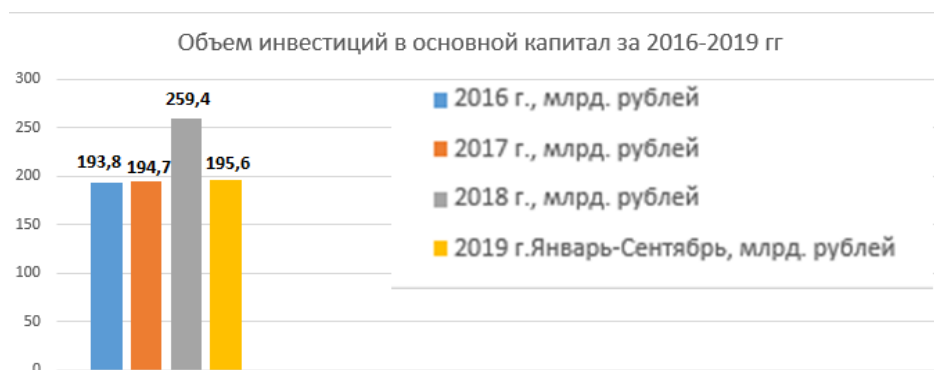 Объем инвестиций в основной капитал за 2016-2019 гг
300
250
200
150
100
50
0
193,8
194,7
259,4
195,6
2016 г., млрд. рублей
2017 г., млрд. рублей
2018 г., млрд. рублей
2019 г.Январь-Сентябрь, млрд. рублей